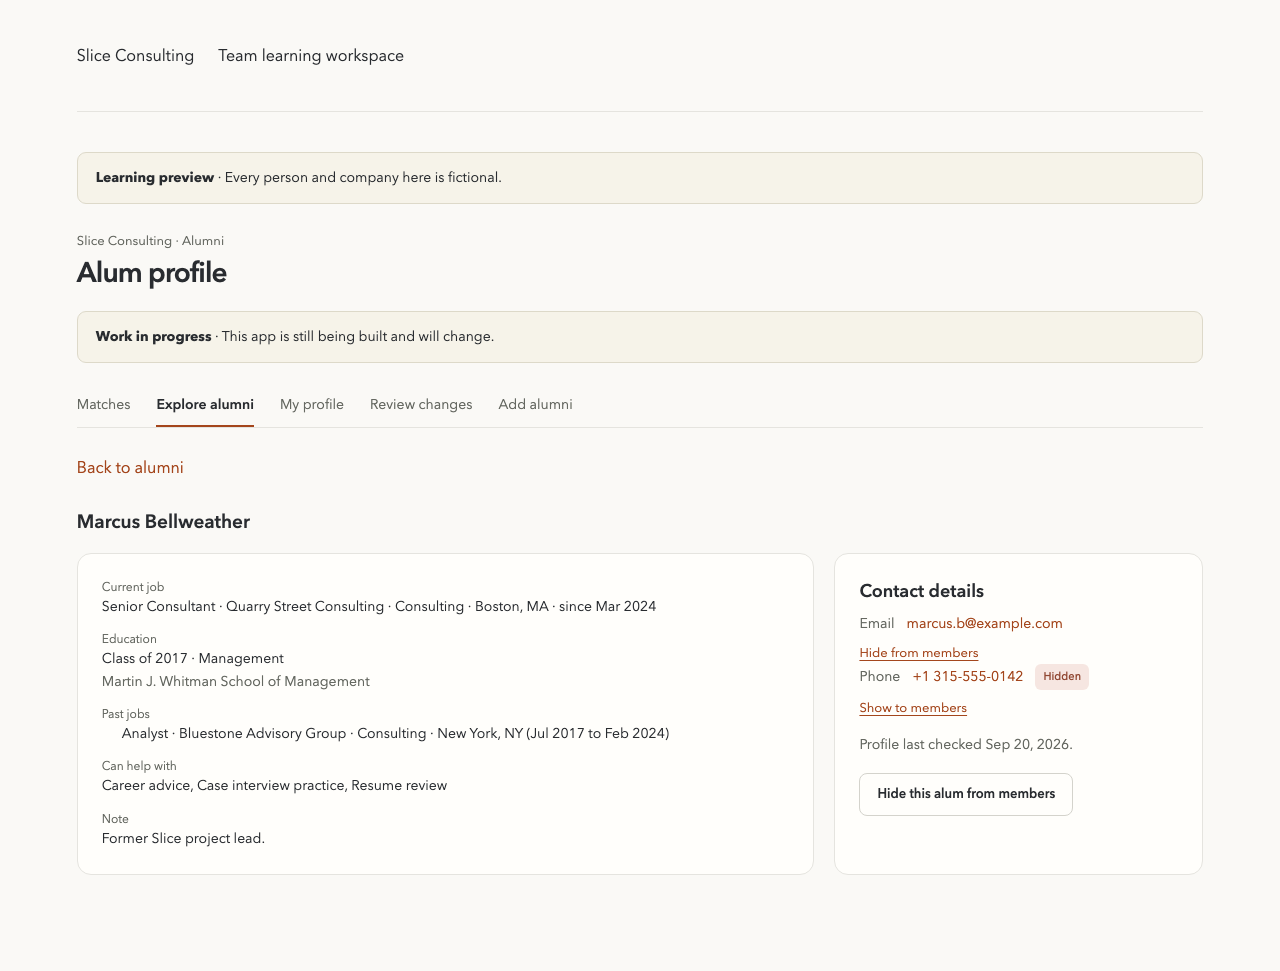 Slice Consulting Team learning workspace
Learning preview · Every person and company here is fictional.
Slice Consulting · Alumni
Alum profile
Work in progress · This app is still being built and will change.
Matches Explore alumni My profile Review changes Add alumni
Back to alumni
Marcus Bellweather
Current job
Senior Consultant · Quarry Street Consulting · Consulting · Boston, MA · since Mar 2024
Education
Class of 2017 · Management
Martin J. Whitman School of Management
Past jobs
Analyst · Bluestone Advisory Group · Consulting · New York, NY (Jul 2017 to Feb 2024)
Can help with
Career advice, Case interview practice, Resume review
Note
Former Slice project lead.
Contact details
Email marcus.b@example.com
Hide from members
Phone +1 315-555-0142 Hidden
Show to members
Profile last checked Sep 20, 2026.
Hide this alum from members